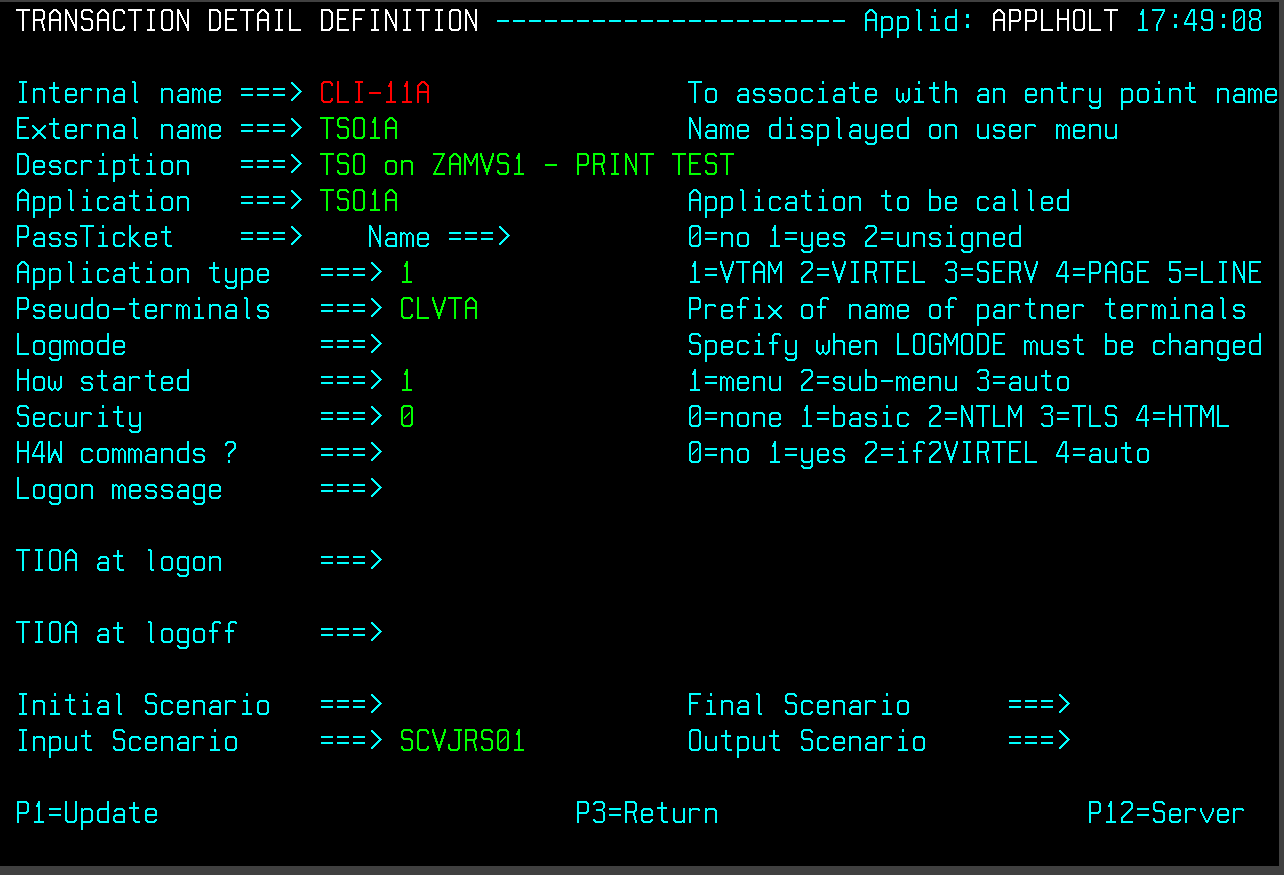 TRANSACTION DETAIL DEFINITION ---------------------- Applid: APPLHOLT 17:49:08
Internal name ===> CLI-11A To associate with an entry point name
External name ===> TSO1A Name displayed on user menu
Description ===> TSO on ZAMVS1 - PRINT TEST
Application ===> TSO1A Application to be called
PassTicket ===> Name ===> 0=no 1=yes 2=unsigned
Application type ===> 1 1=VTAM 2=VIRTEL 3=SERV 4=PAGE 5=LINE
Pseudo-terminals ===> CLVTA Prefix of name of partner terminals
Logmode ===> Specify when LOGMODE must be changed
How started ===> 1 1=menu 2=sub-menu 3=auto
Security ===> 0 0=none 1=basic 2=NTLM 3=TLS 4=HTML
H4W commands ? ===> 0=no 1=yes 2=if2VIRTEL 4=auto
Logon message ===>
TIOA at logon ===>
TIOA at logoff ===>
Initial Scenario ===> Final Scenario ===>
Input Scenario ===> SCVJRS01 Output Scenario ===>
P1=Update P3=Return P12=Server